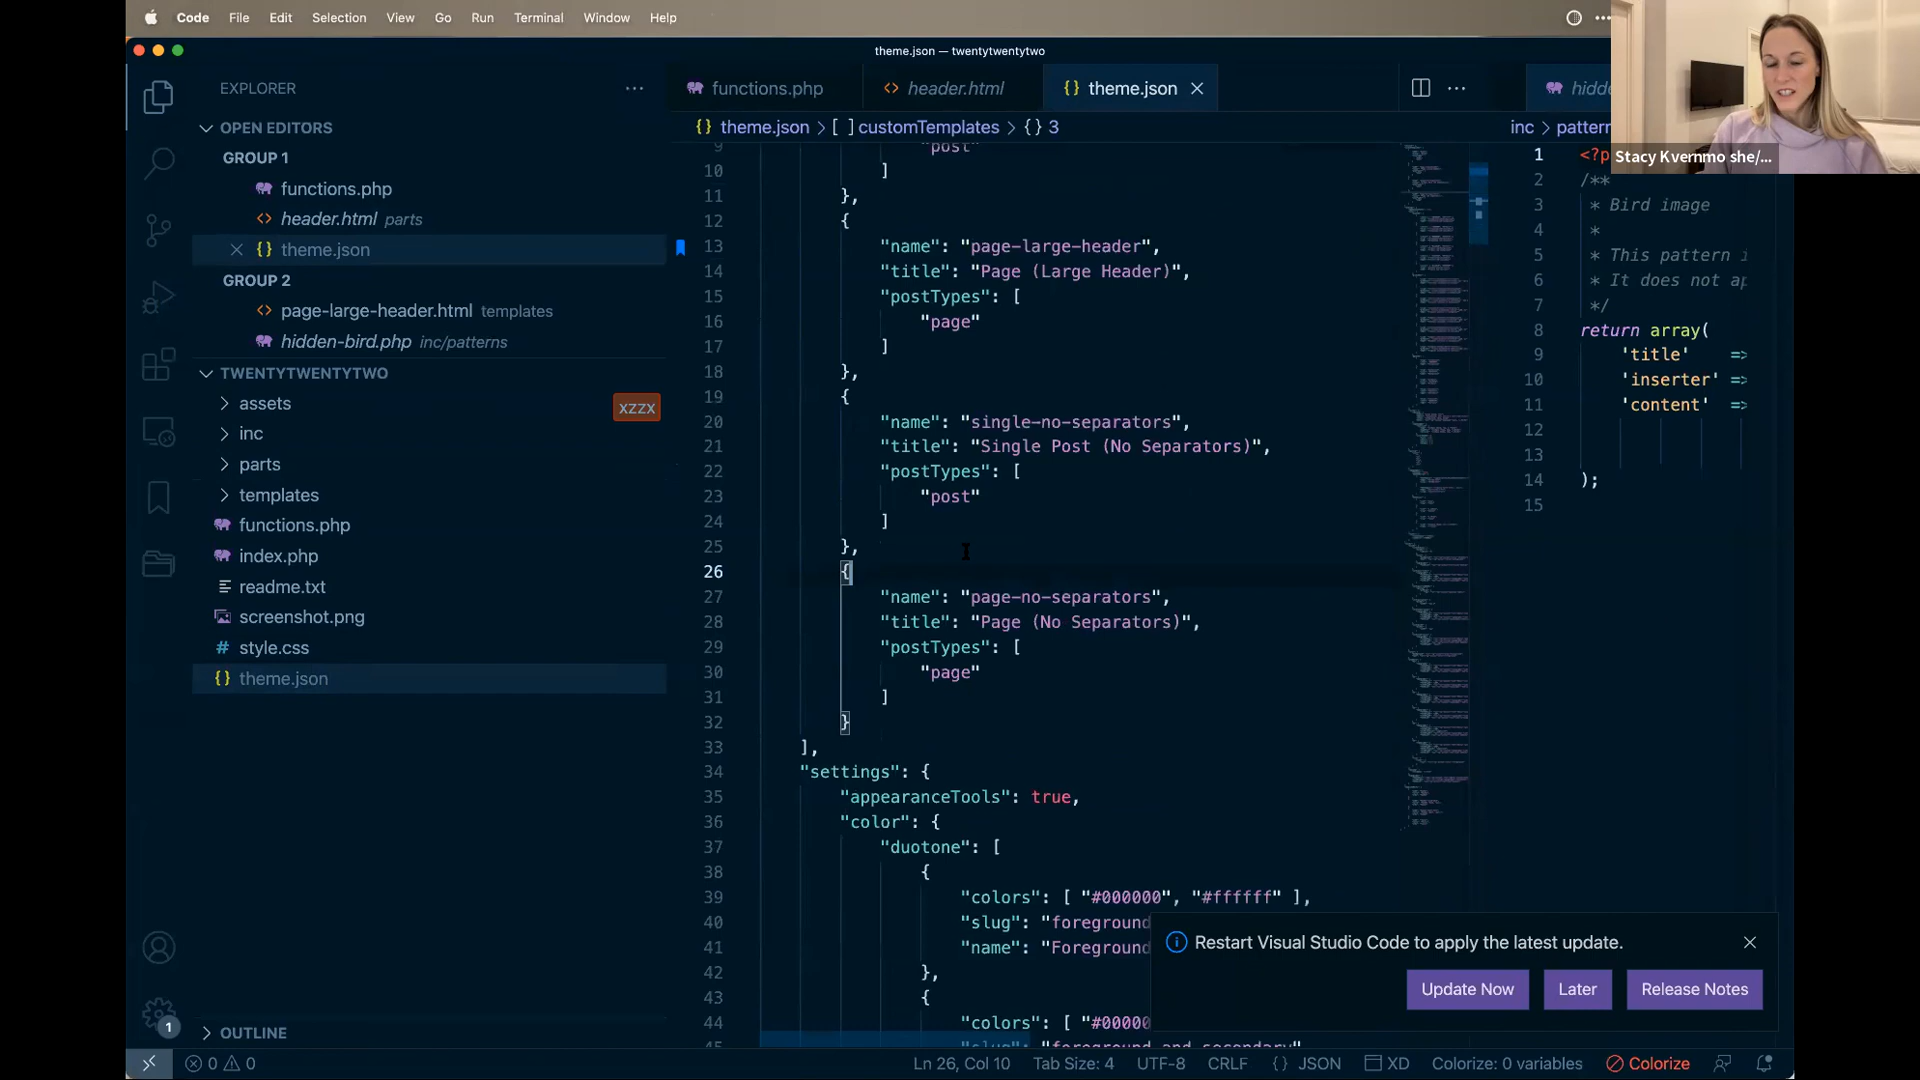 Code File Edit Selection View Go Run Terminal Window Help
theme.json — twentytwentytwo
EXPLORER
OPEN EDITORS
GROUP 1
functions.php
header.html parts
theme.json
GROUP 2
page-large-header.html templates
hidden-bird.php inc/patterns
TWENTYTWENTYTWO
assets
XZZX
inc
parts
templates
functions.php
index.php
readme.txt
screenshot.png
style.css
theme.json
OUTLINE
functions.php header.html theme.json
theme.json > [ ] customTemplates > {} 3
9 "post"
10 ]
11 },
12 {
13 "name": "page-large-header",
14 "title": "Page (Large Header)",
15 "postTypes": [
16 "page"
17 ]
18 },
19 {
20 "name": "single-no-separators",
21 "title": "Single Post (No Separators)",
22 "postTypes": [
23 "post"
24 ]
25 },
26 {
27 "name": "page-no-separators",
28 "title": "Page (No Separators)",
29 "postTypes": [
30 "page"
31 ]
32 }
33 ],
34 "settings": {
35 "appearanceTools": true,
36 "color": {
37 "duotone": [
38 {
39 "colors": [ "#000000", "#ffffff" ],
40 "slug": "foreground
41 "name": "Foreground
42 },
43 {
44 "colors": [ "#00000
45 "slug": "foreground-and-secondary"
hidd
inc > pattern
1 <?p
2 /**
3 * Bird image
4 *
5 * This pattern i
6 * It does not ap
7 */
8 return array(
9 'title' =>
10 'inserter' =>
11 'content' =>
12
13
14 );
15
Stacy Kvernmo she/...
Restart Visual Studio Code to apply the latest update.
Update Now Later Release Notes
1
0 0 Ln 26, Col 10 Tab Size: 4 UTF-8 CRLF {} JSON XD Colorize: 0 variables Colorize